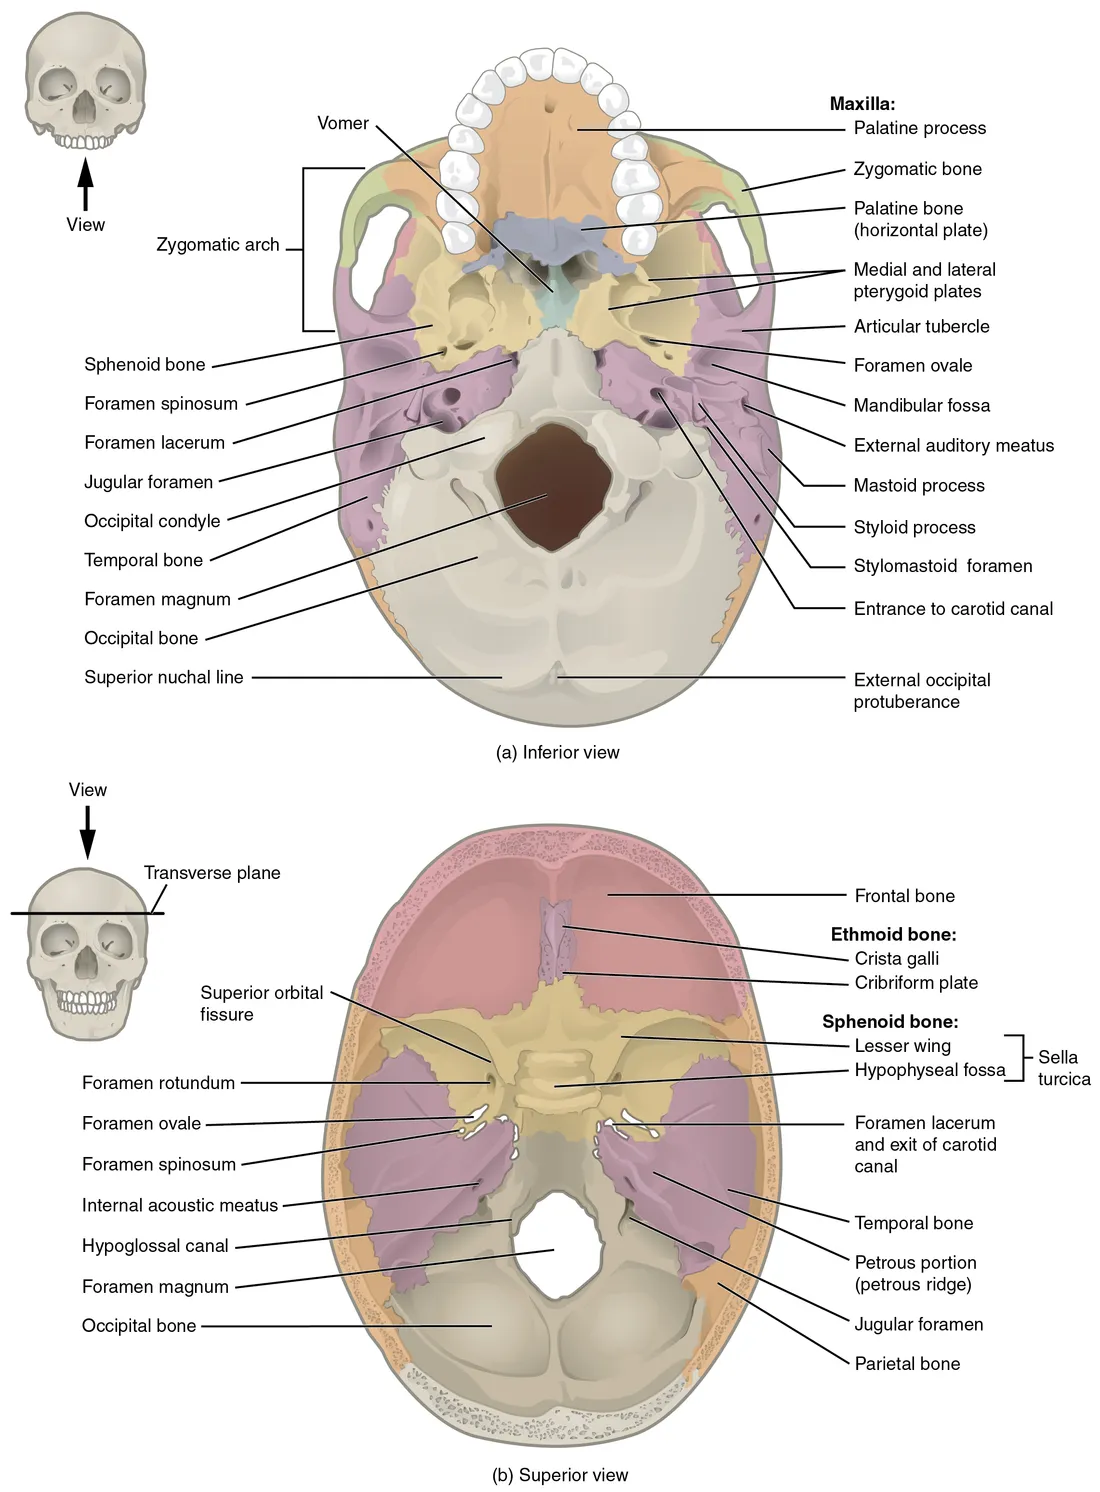 View
Vomer
Zygomatic arch
Sphenoid bone
Foramen spinosum
Foramen lacerum
Jugular foramen
Occipital condyle
Temporal bone
Foramen magnum
Occipital bone
Superior nuchal line
Maxilla:
Palatine process
Zygomatic bone
Palatine bone
(horizontal plate)
Medial and lateral
pterygoid plates
Articular tubercle
Foramen ovale
Mandibular fossa
External auditory meatus
Mastoid process
Styloid process
Stylomastoid foramen
Entrance to carotid canal
External occipital
protuberance
(a) Inferior view
View
Transverse plane
Superior orbital
fissure
Foramen rotundum
Foramen ovale
Foramen spinosum
Internal acoustic meatus
Hypoglossal canal
Foramen magnum
Occipital bone
Frontal bone
Ethmoid bone:
Crista galli
Cribriform plate
Sphenoid bone:
Lesser wing
Hypophyseal fossa
Sella
turcica
Foramen lacerum
and exit of carotid
canal
Temporal bone
Petrous portion
(petrous ridge)
Jugular foramen
Parietal bone
(b) Superior view